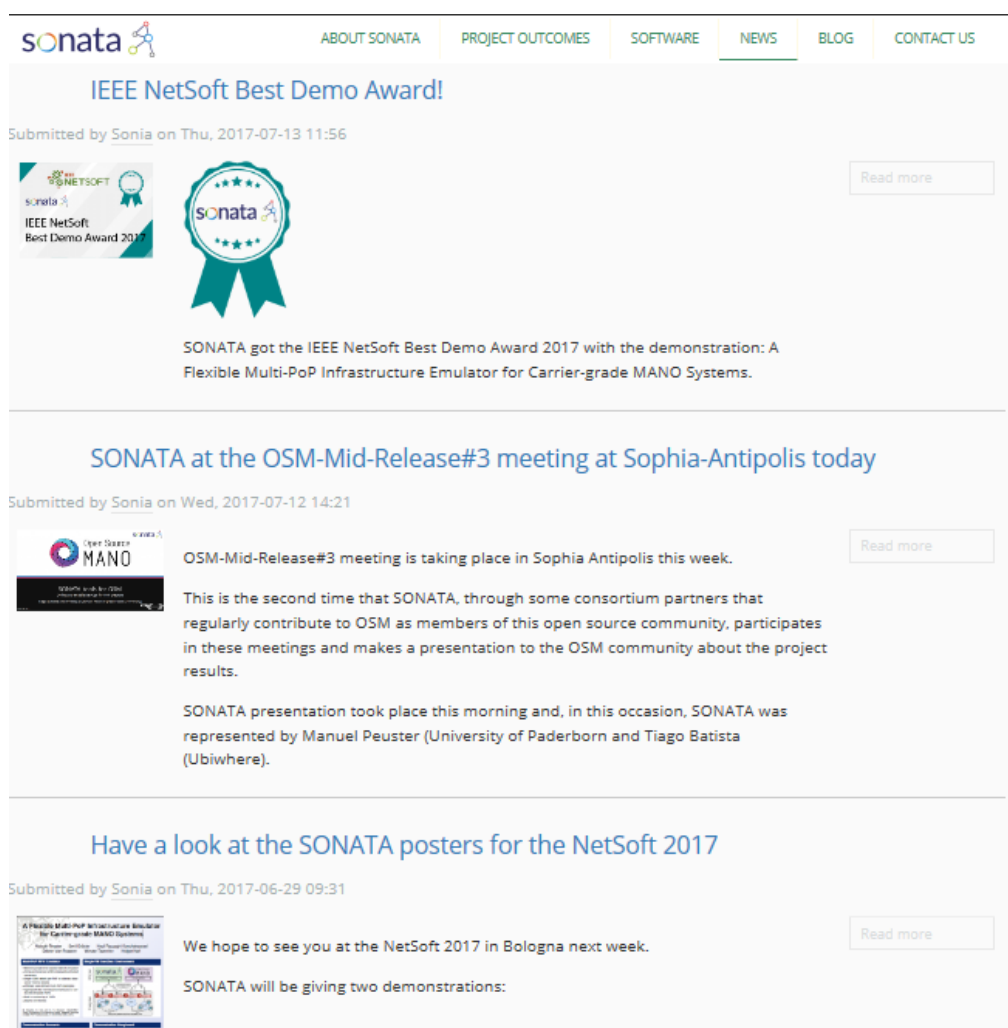 sonata
ABOUT SONATA PROJECT OUTCOMES SOFTWARE NEWS BLOG CONTACT US
IEEE NetSoft Best Demo Award!
Submitted by Sonia on Thu, 2017-07-13 11:56
IEEE
NETSOFT
sonata
IEEE NetSoft
Best Demo Award 2017
sonata
Read more
SONATA got the IEEE NetSoft Best Demo Award 2017 with the demonstration: A
Flexible Multi-PoP Infrastructure Emulator for Carrier-grade MANO Systems.
SONATA at the OSM-Mid-Release#3 meeting at Sophia-Antipolis today
Submitted by Sonia on Wed, 2017-07-12 14:21
sonata
Open Source
MANO
Read more
OSM-Mid-Release#3 meeting is taking place in Sophia Antipolis this week.
This is the second time that SONATA, through some consortium partners that
regularly contribute to OSM as members of this open source community, participates
in these meetings and makes a presentation to the OSM community about the project
results.
SONATA presentation took place this morning and, in this occasion, SONATA was
represented by Manuel Peuster (University of Paderborn and Tiago Batista
(Ubiwhere).
Have a look at the SONATA posters for the NetSoft 2017
Submitted by Sonia on Thu, 2017-06-29 09:31
A Flexible Multi-PoP Infrastructure Emulator
for Carrier-grade MANO Systems
Read more
We hope to see you at the NetSoft 2017 in Bologna next week.
SONATA will be giving two demonstrations: